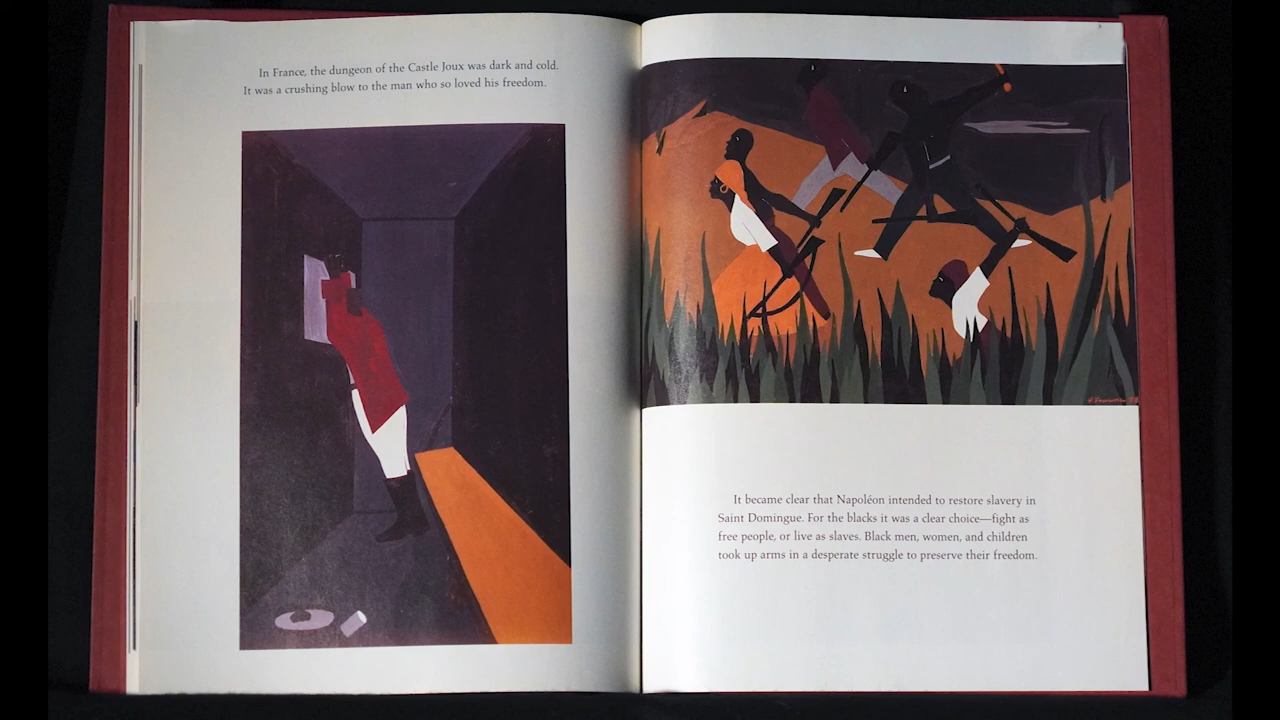 In France, the dungeon of the Castle Joux was dark and cold.
It was a crushing blow to the man who so loved his freedom.
It became clear that Napoléon intended to restore slavery in
Saint Domingue. For the blacks it was a clear choice—fight as
free people, or live as slaves. Black men, women, and children
took up arms in a desperate struggle to preserve their freedom.